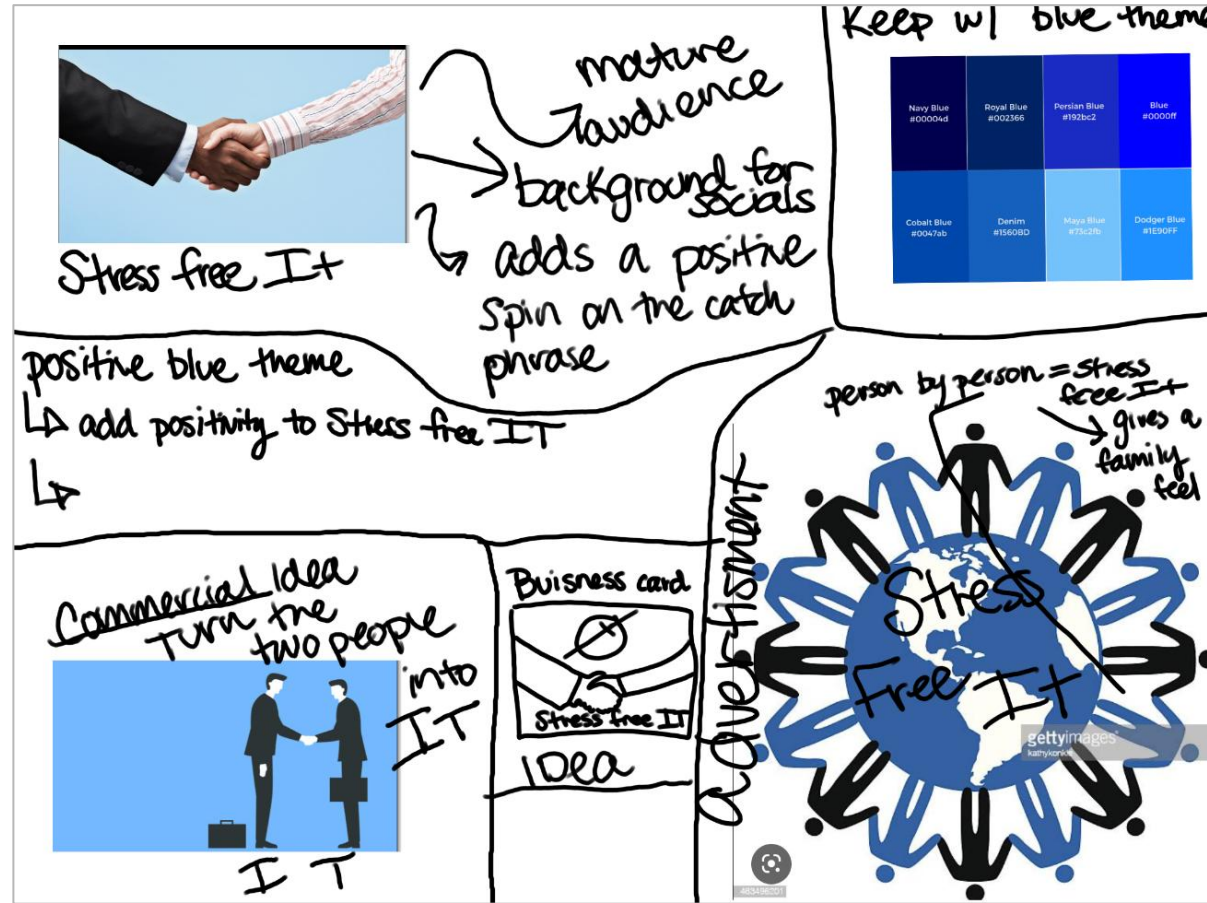 mature
audience
background for
socials
adds a positive
spin on the catch
phrase
Stress free It
Keep w/ blue theme
Navy Blue
#00004d
Royal Blue
#002366
Persian Blue
#192bc2
Blue
#0000ff
Cobalt Blue
#0047ab
Denim
#1560BD
Maya Blue
#73c2fb
Dodger Blue
#1E90FF
positive blue theme
add positivity to Stress free IT
Commercial Idea
Turn the
two people
into
IT
I T
Buisness card
Stress free IT
IDea
advertisment
person by person = stress
free It
gives a
family
feel
Stress
Free It
gettyimages
kathykonkle
463496201